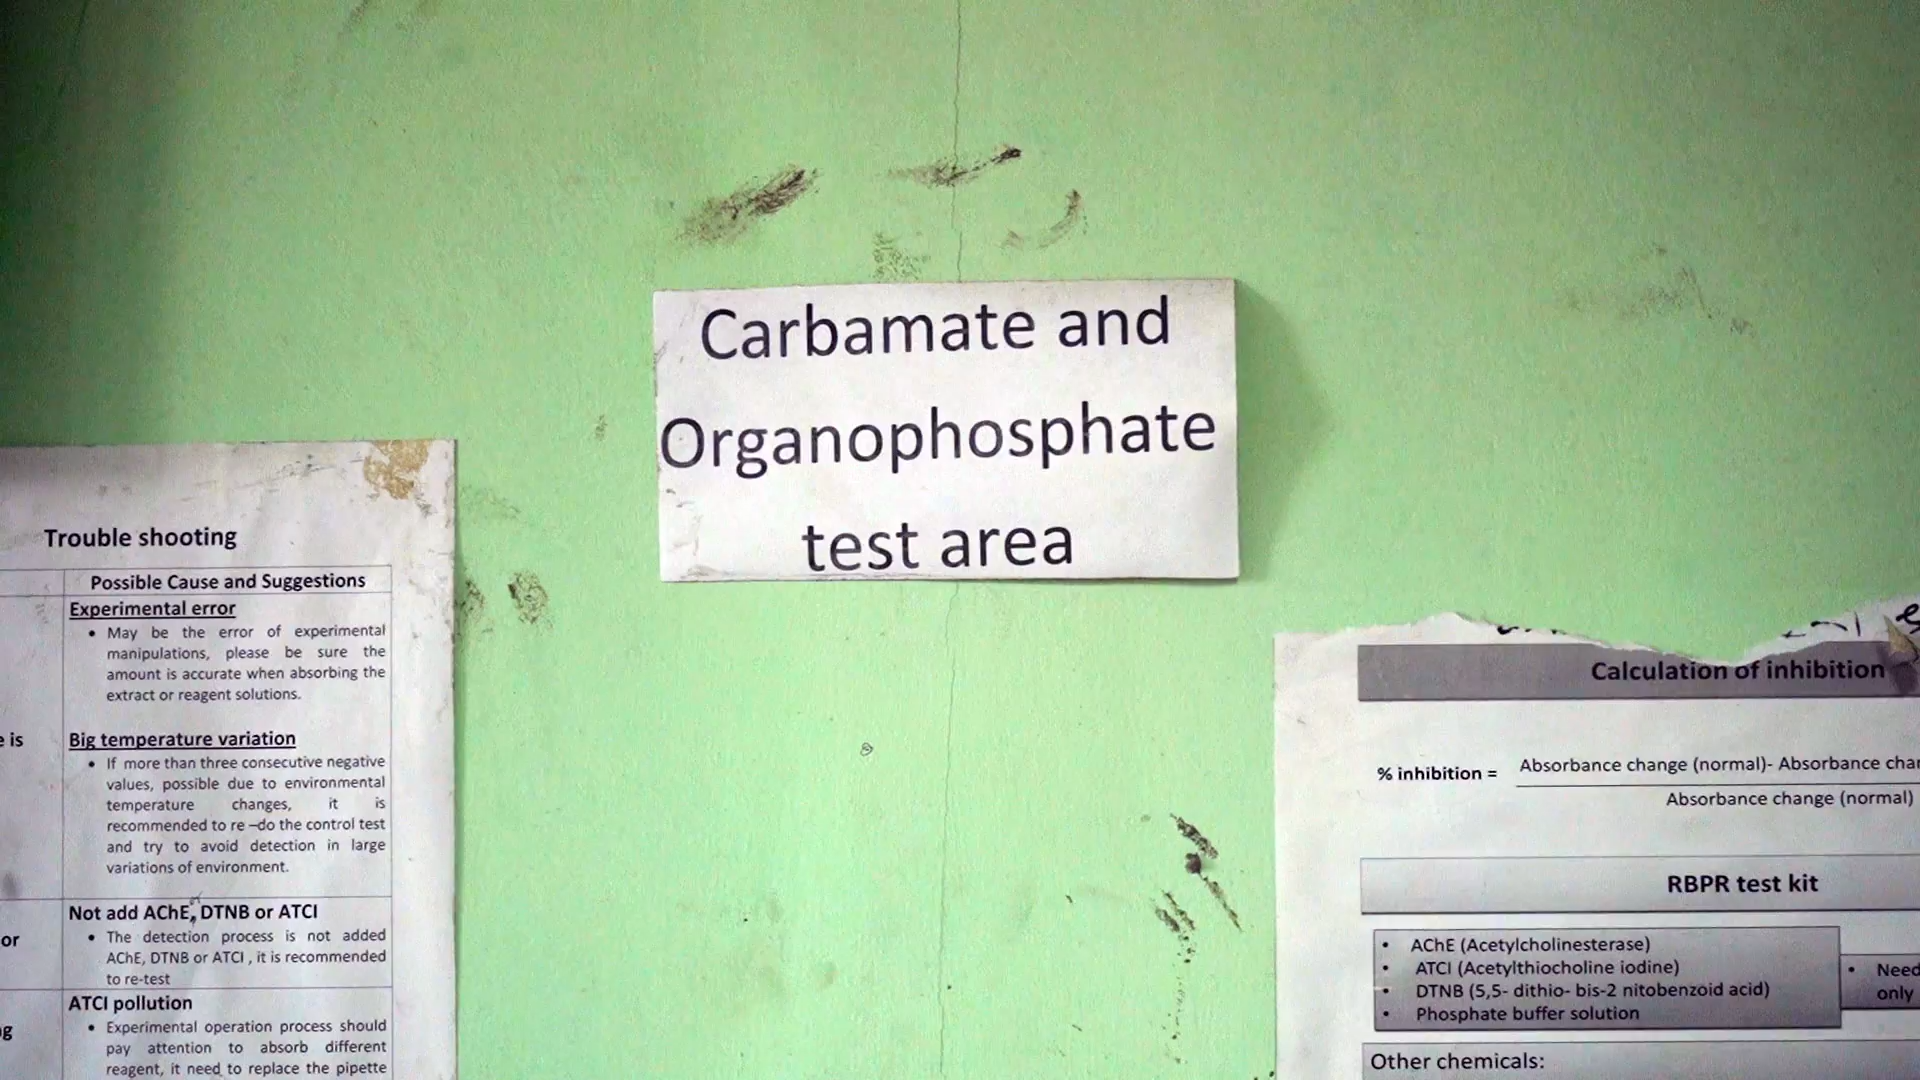 Carbamate and
Organophosphate
test area
Trouble shooting
Possible Cause and Suggestions
Experimental error
• May be the error of experimental
manipulations, please be sure the
amount is accurate when absorbing the
extract or reagent solutions.
e is
Big temperature variation
• If more than three consecutive negative
values, possible due to environmental
temperature changes, it is
recommended to re –do the control test
and try to avoid detection in large
variations of environment.
Not add AChE, DTNB or ATCI
or
• The detection process is not added
AChE, DTNB or ATCI , it is recommended
to re-test
ATCI pollution
• Experimental operation process should
pay attention to absorb different
reagent, it need to replace the pipette
Calculation of inhibition
% inhibition =
Absorbance change (normal)- Absorbance
Absorbance change (normal)
RBPR test kit
• AChE (Acetylcholinesterase)
• ATCI (Acetylthiocholine iodine)
• DTNB (5,5- dithio- bis-2 nitobenzoid acid)
• Phosphate buffer solution
• Need
only
Other chemicals: